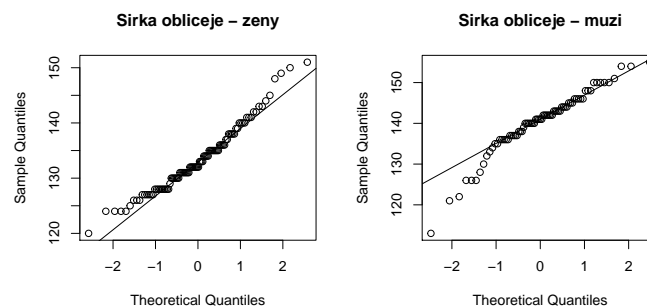 Sirka obliceje – zeny
Sample Quantiles
120 130 140 150
−2 −1 0 1 2
Theoretical Quantiles
Sirka obliceje – muzi
Sample Quantiles
120 130 140 150
−2 −1 0 1 2
Theoretical Quantiles